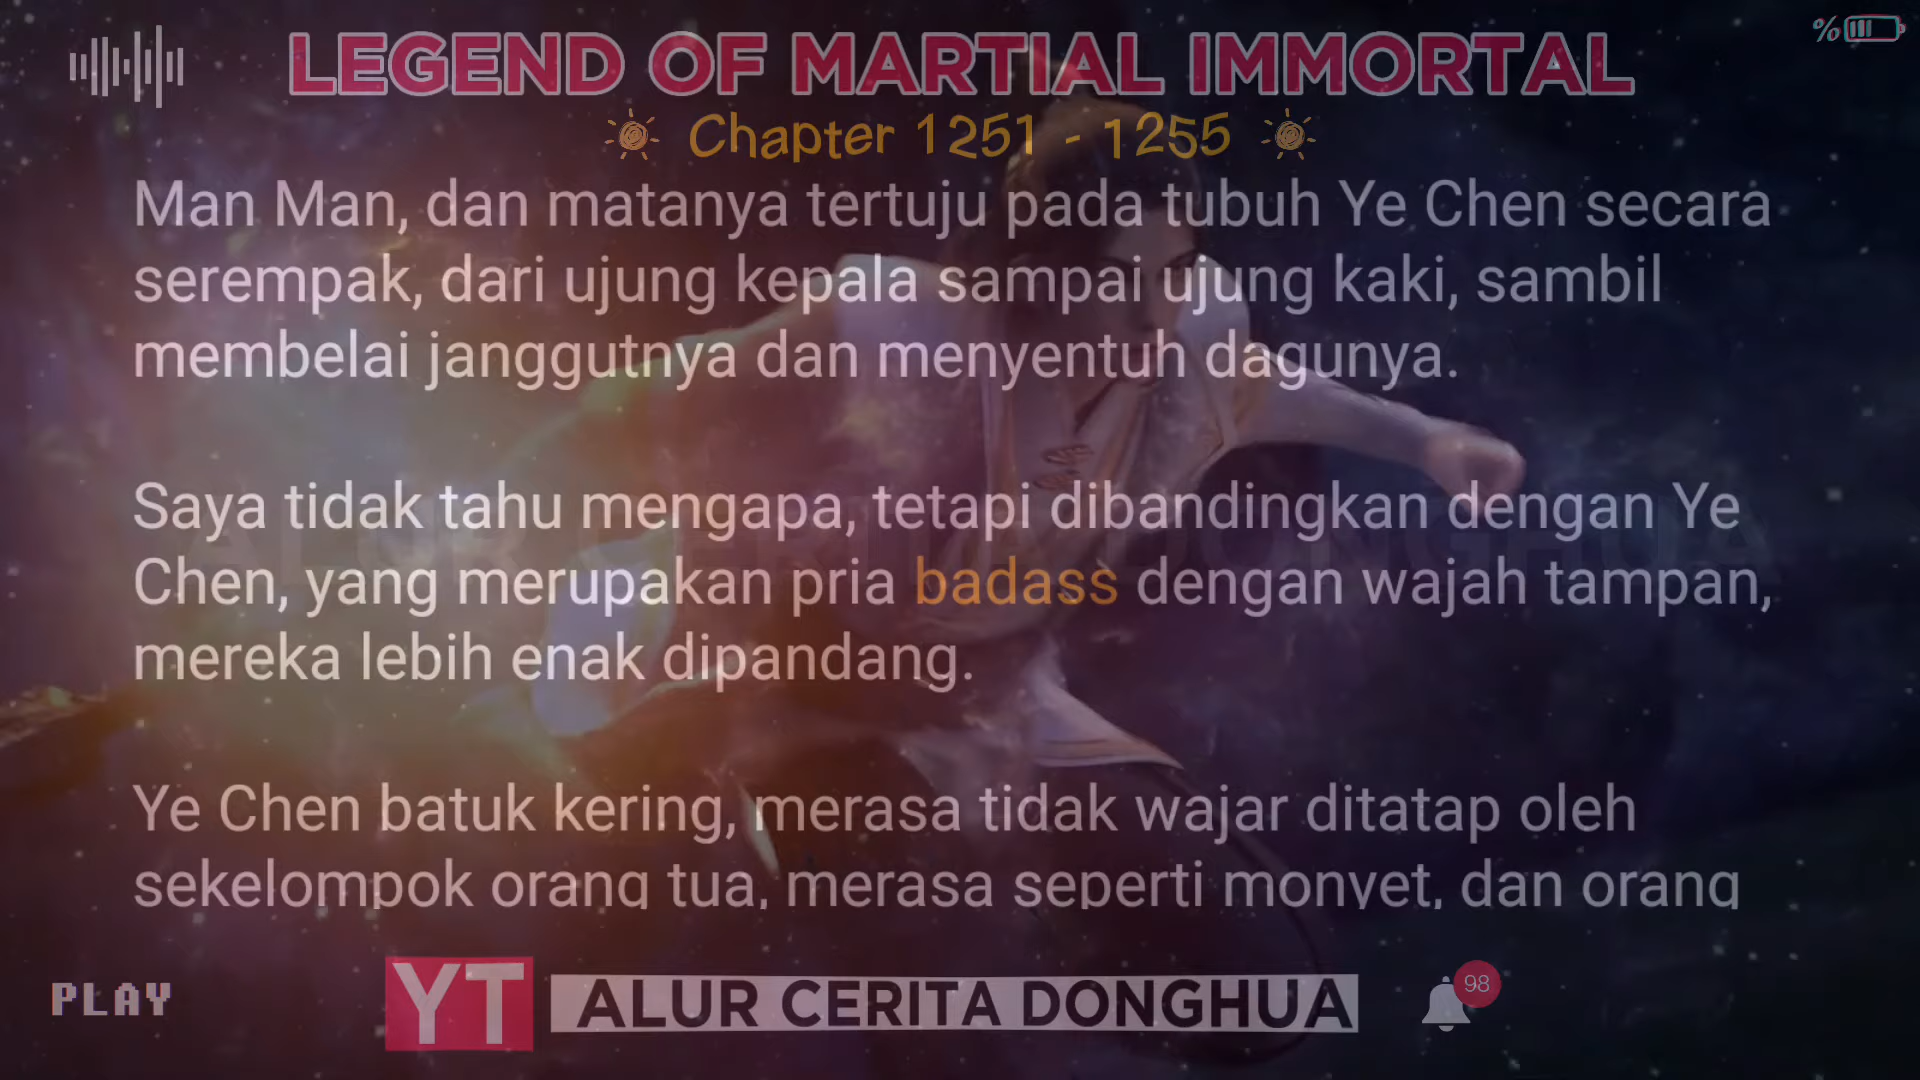 %
LEGEND OF MARTIAL IMMORTAL
Chapter 1251 - 1255
Man Man, dan matanya tertuju pada tubuh Ye Chen secara
serempak, dari ujung kepala sampai ujung kaki, sambil
membelai janggutnya dan menyentuh dagunya.
Saya tidak tahu mengapa, tetapi dibandingkan dengan Ye
Chen, yang merupakan pria badass dengan wajah tampan,
mereka lebih enak dipandang.
Ye Chen batuk kering, merasa tidak wajar ditatap oleh
sekelompok orang tua, merasa seperti monyet, dan orang
PLAY
YT ALUR CERITA DONGHUA
98
ALUR CERITA DONGHUA